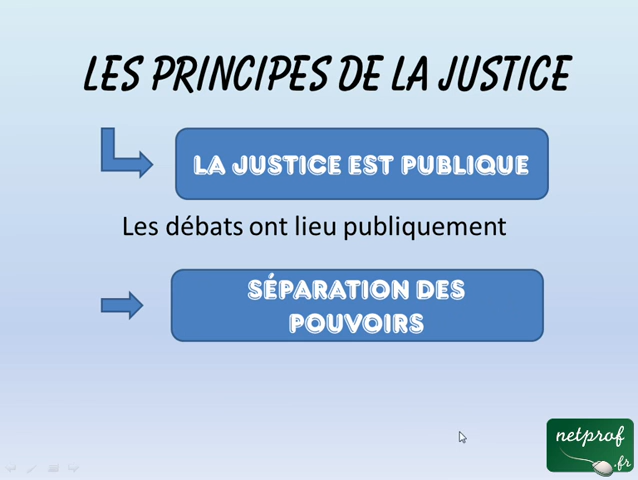 LES PRINCIPES DE LA JUSTICE
LA JUSTICE EST PUBLIQUE
Les débats ont lieu publiquement
SÉPARATION DES
POUVOIRS
netprof
.fr